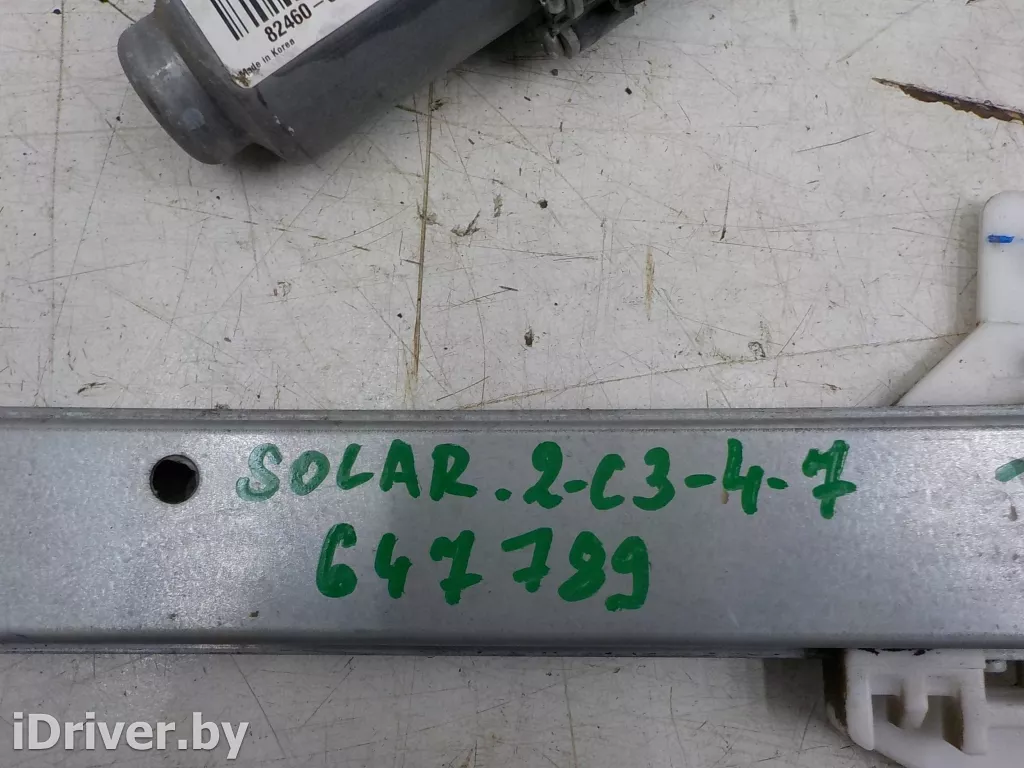 82460-
Made in Korea
SOLAR.2-C3-4-7
647789
iDriver.by